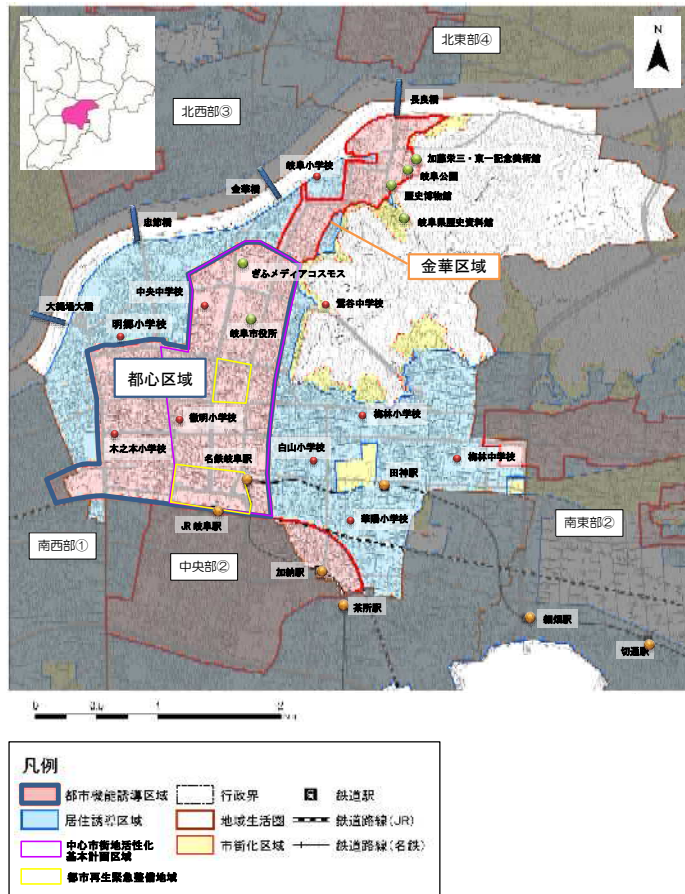 北東部④
N
長良橋
北西部③
加藤栄三・東一記念美術館
岐阜小学校
岐阜公園
金華橋
歴史博物館
岐阜県歴史資料館
忠節橋
金華区域
ぎふメディアコスモス
中央中学校
大縄場大橋
鶯谷中学校
明郷小学校
岐阜市役所
都心区域
梅林小学校
徹明小学校
木之本小学校
白山小学校
梅林中学校
名鉄岐阜駅
田神駅
JR 岐阜駅
華陽小学校
南東部②
南西部①
中央部②
加納駅
茶所駅
細畑駅
切通駅
0 0.5 1 2
凡例
都市機能誘導区域 行政界 鉄道駅
居住誘導区域 地域生活圏 鉄道路線(JR)
中心市街地活性化
基本計画区域 市街化区域 鉄道路線(名鉄)
都市再生緊急整備地域